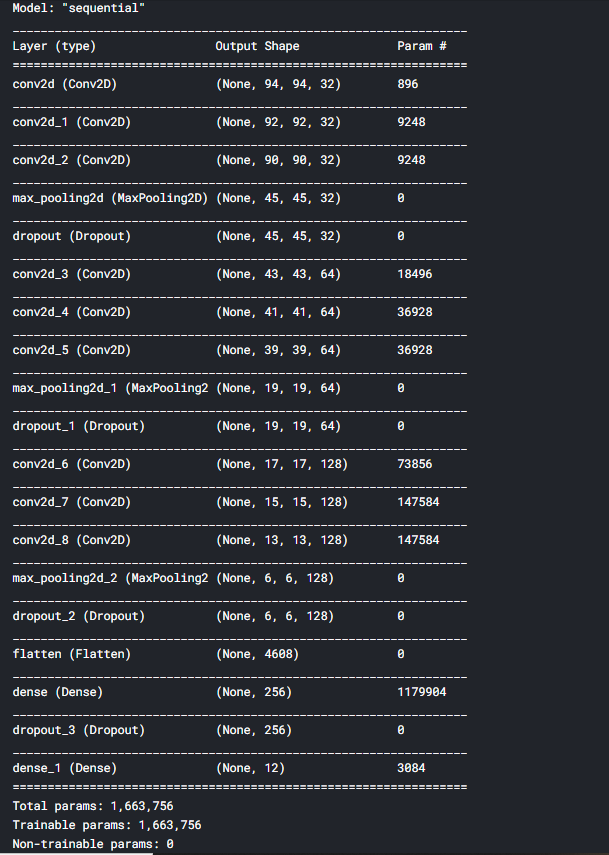 Model: "sequential"
_________________________________________________________________
Layer (type)                 Output Shape              Param #
=================================================================
conv2d (Conv2D)              (None, 94, 94, 32)        896
_________________________________________________________________
conv2d_1 (Conv2D)            (None, 92, 92, 32)        9248
_________________________________________________________________
conv2d_2 (Conv2D)            (None, 90, 90, 32)        9248
_________________________________________________________________
max_pooling2d (MaxPooling2D) (None, 45, 45, 32)        0
_________________________________________________________________
dropout (Dropout)            (None, 45, 45, 32)        0
_________________________________________________________________
conv2d_3 (Conv2D)            (None, 43, 43, 64)        18496
_________________________________________________________________
conv2d_4 (Conv2D)            (None, 41, 41, 64)        36928
_________________________________________________________________
conv2d_5 (Conv2D)            (None, 39, 39, 64)        36928
_________________________________________________________________
max_pooling2d_1 (MaxPooling2 (None, 19, 19, 64)        0
_________________________________________________________________
dropout_1 (Dropout)          (None, 19, 19, 64)        0
_________________________________________________________________
conv2d_6 (Conv2D)            (None, 17, 17, 128)       73856
_________________________________________________________________
conv2d_7 (Conv2D)            (None, 15, 15, 128)       147584
_________________________________________________________________
conv2d_8 (Conv2D)            (None, 13, 13, 128)       147584
_________________________________________________________________
max_pooling2d_2 (MaxPooling2 (None, 6, 6, 128)         0
_________________________________________________________________
dropout_2 (Dropout)          (None, 6, 6, 128)         0
_________________________________________________________________
flatten (Flatten)            (None, 4608)              0
_________________________________________________________________
dense (Dense)                (None, 256)               1179904
_________________________________________________________________
dropout_3 (Dropout)          (None, 256)               0
_________________________________________________________________
dense_1 (Dense)              (None, 12)                3084
=================================================================
Total params: 1,663,756
Trainable params: 1,663,756
Non-trainable params: 0